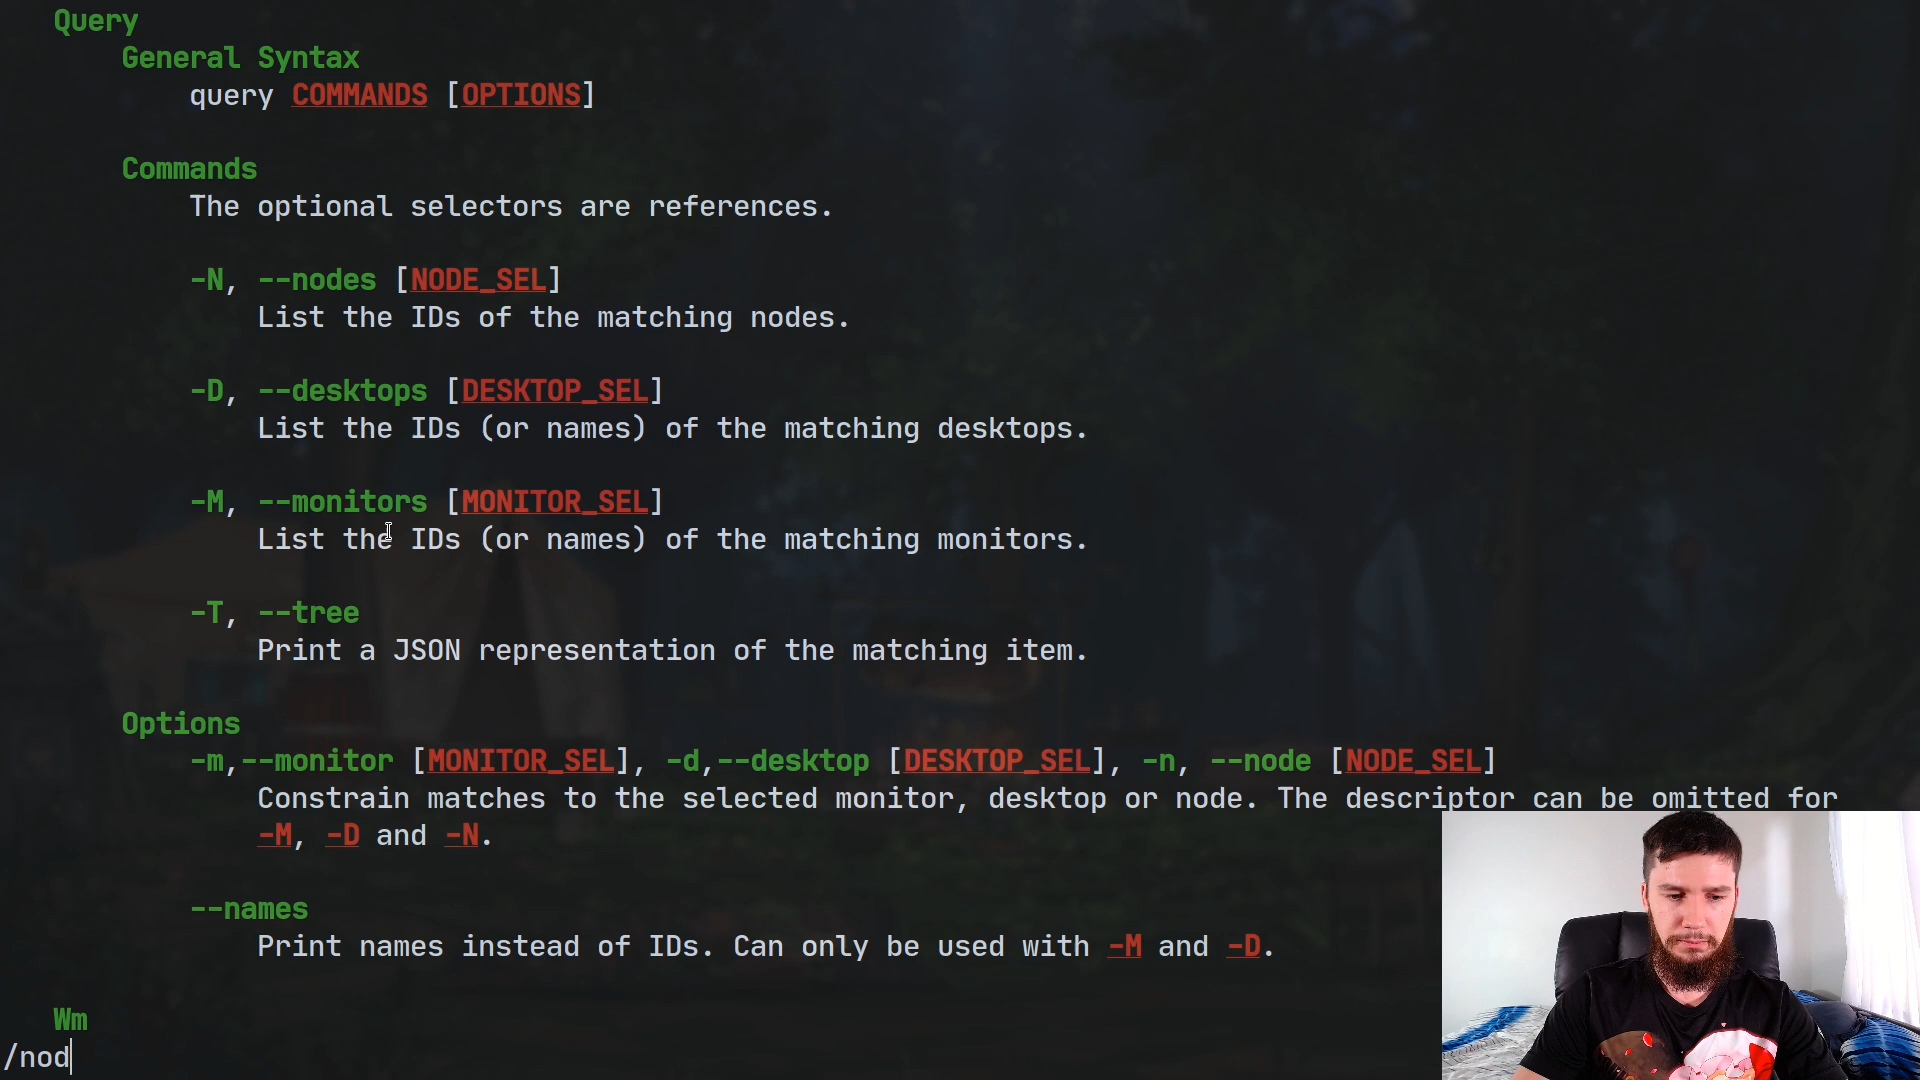 Query
General Syntax
query COMMANDS [OPTIONS]
Commands
The optional selectors are references.
-N, --nodes [NODE_SEL]
List the IDs of the matching nodes.
-D, --desktops [DESKTOP_SEL]
List the IDs (or names) of the matching desktops.
-M, --monitors [MONITOR_SEL]
List the IDs (or names) of the matching monitors.
-T, --tree
Print a JSON representation of the matching item.
Options
-m,--monitor [MONITOR_SEL], -d,--desktop [DESKTOP_SEL], -n, --node [NODE_SEL]
Constrain matches to the selected monitor, desktop or node. The descriptor can be omitted for
-M, -D and -N.
--names
Print names instead of IDs. Can only be used with -M and -D.
Wm
/nod